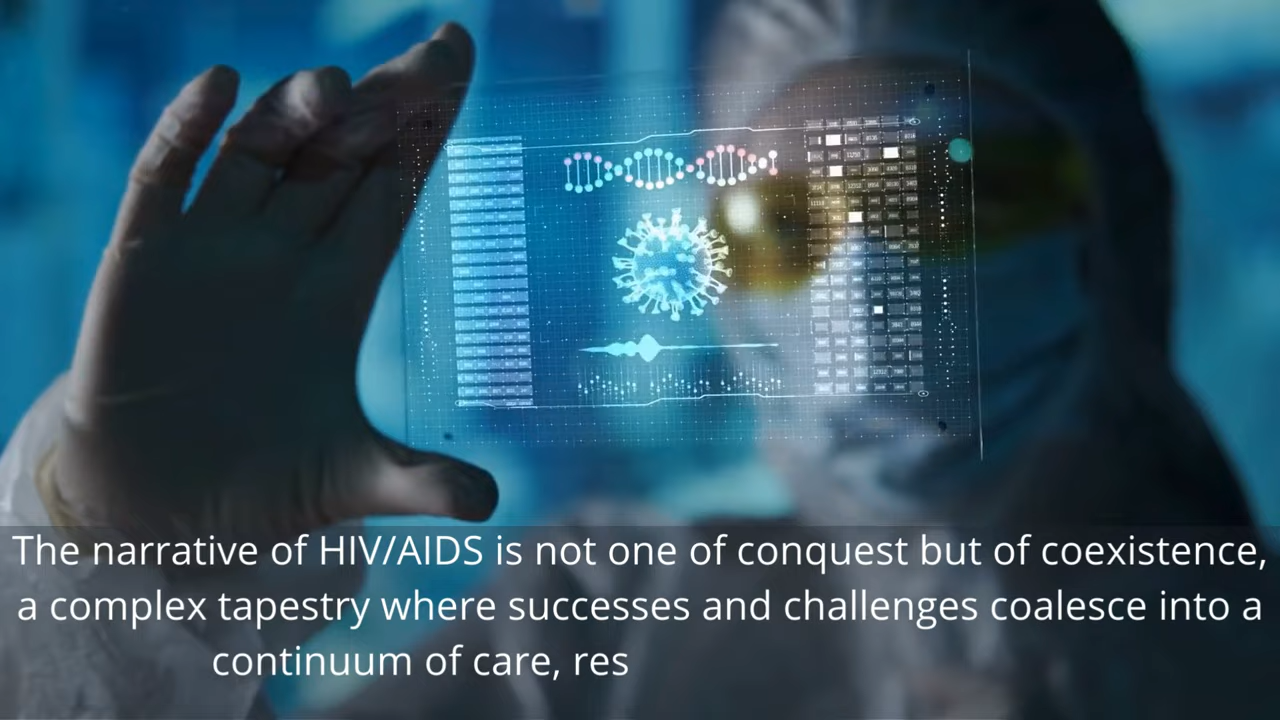 The narrative of HIV/AIDS is not one of conquest but of coexistence,
a complex tapestry where successes and challenges coalesce into a
continuum of care, res